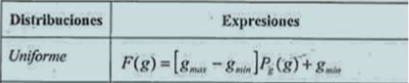 Distribuciones Expresiones
Uniforme F(g) = [g_max − g_min]P_g(g) + g_min